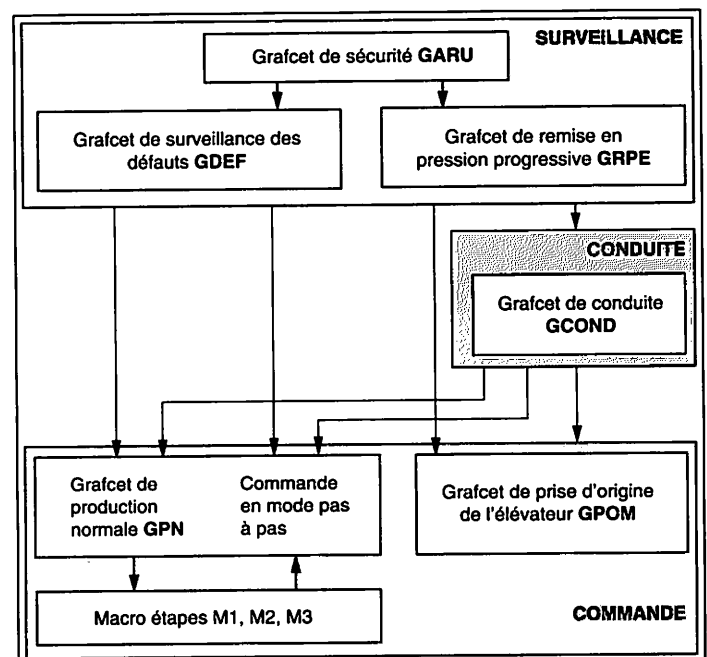 SURVEILLANCE
Grafcet de sécurité GARU
Grafcet de surveillance des
défauts GDEF
Grafcet de remise en
pression progressive GRPE
CONDUITE
Grafcet de conduite
GCOND
Grafcet de
production
normale GPN
Commande
en mode pas
à pas
Grafcet de prise d'origine
de l'élévateur GPOM
Macro étapes M1, M2, M3
COMMANDE